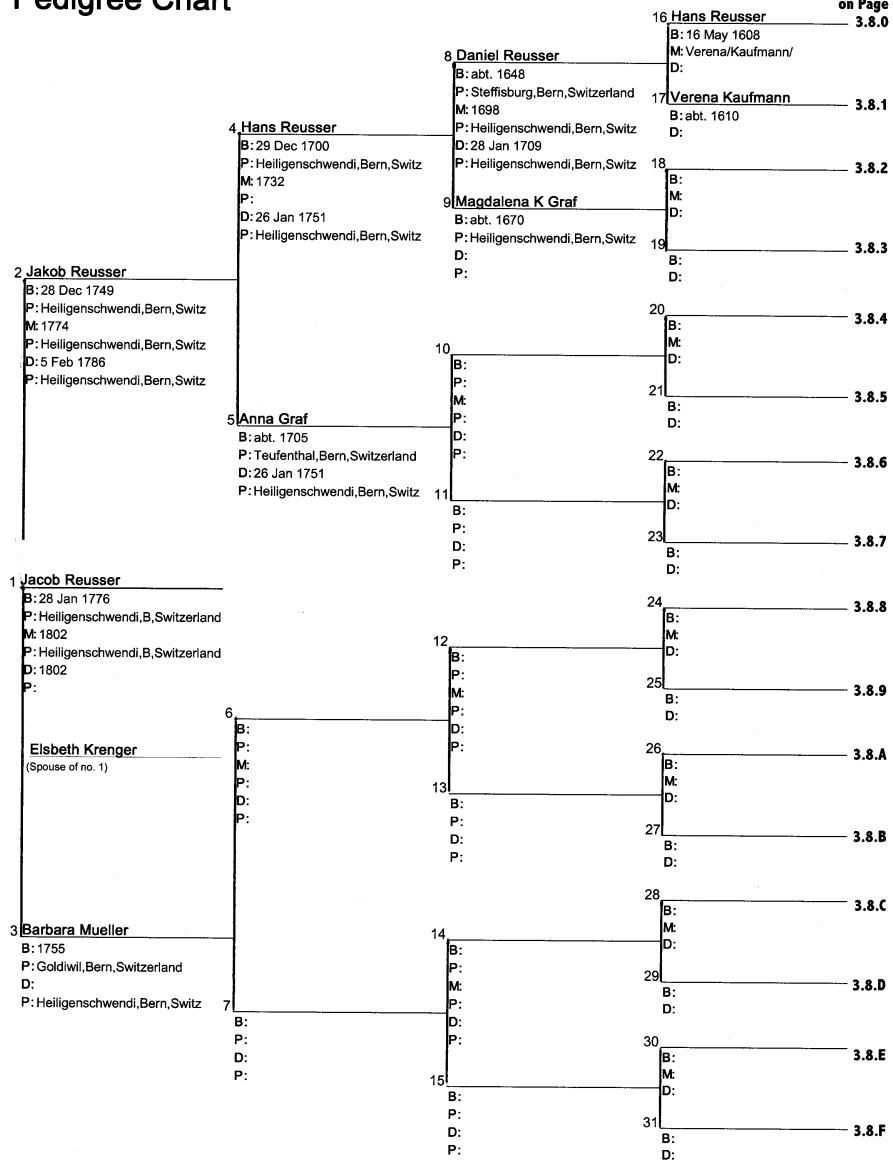 Pedigree Chart
on Page
16 Hans Reusser
3.8.0
B: 16 May 1608
M: Verena/Kaufmann/
D:
8 Daniel Reusser
B: abt. 1648
P: Steffisburg,Bern,Switzerland
M: 1698
P: Heiligenschwendi,Bern,Switz
D: 28 Jan 1709
P: Heiligenschwendi,Bern,Switz
17 Verena Kaufmann
3.8.1
B: abt. 1610
D:
4 Hans Reusser
B: 29 Dec 1700
P: Heiligenschwendi,Bern,Switz
M: 1732
P:
D: 26 Jan 1751
P: Heiligenschwendi,Bern,Switz
18
3.8.2
B:
M:
D:
9 Magdalena K Graf
B: abt. 1670
P: Heiligenschwendi,Bern,Switz
D:
P:
19
3.8.3
B:
D:
2 Jakob Reusser
B: 28 Dec 1749
P: Heiligenschwendi,Bern,Switz
M: 1774
P: Heiligenschwendi,Bern,Switz
D: 5 Feb 1786
P: Heiligenschwendi,Bern,Switz
20
3.8.4
B:
M:
D:
10
B:
P:
M:
P:
D:
P:
21
3.8.5
B:
D:
5 Anna Graf
B: abt. 1705
P: Teufenthal,Bern,Switzerland
D: 26 Jan 1751
P: Heiligenschwendi,Bern,Switz
22
3.8.6
B:
M:
D:
11
B:
P:
D:
P:
23
3.8.7
B:
D:
1 Jacob Reusser
B: 28 Jan 1776
P: Heiligenschwendi,B,Switzerland
M: 1802
P: Heiligenschwendi,B,Switzerland
D: 1802
P:
24
3.8.8
B:
M:
D:
12
B:
P:
M:
P:
D:
P:
25
3.8.9
B:
D:
6
B:
P:
M:
P:
D:
P:
Elsbeth Krenger
(Spouse of no. 1)
26
3.8.A
B:
M:
D:
13
B:
P:
D:
P:
27
3.8.B
B:
D:
28
3.8.C
B:
M:
D:
3 Barbara Mueller
B: 1755
P: Goldiwil,Bern,Switzerland
D:
P: Heiligenschwendi,Bern,Switz
14
B:
P:
M:
P:
D:
P:
29
3.8.D
B:
D:
7
B:
P:
D:
P:
30
3.8.E
B:
M:
D:
15
B:
P:
D:
P:
31
3.8.F
B:
D: